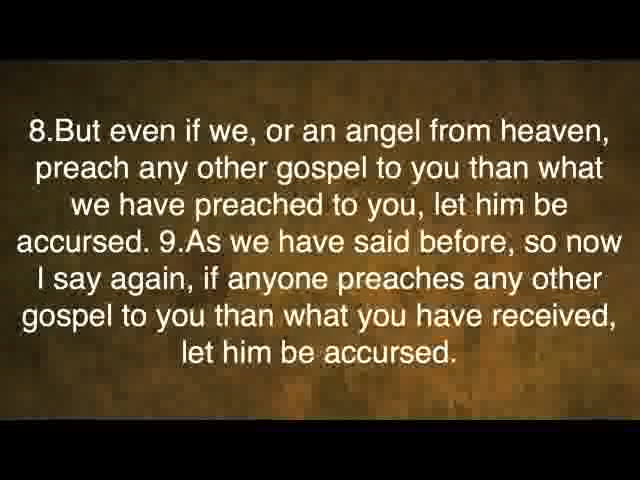 8.But even if we, or an angel from heaven,
preach any other gospel to you than what
we have preached to you, let him be
accursed. 9.As we have said before, so now
I say again, if anyone preaches any other
gospel to you than what you have received,
let him be accursed.